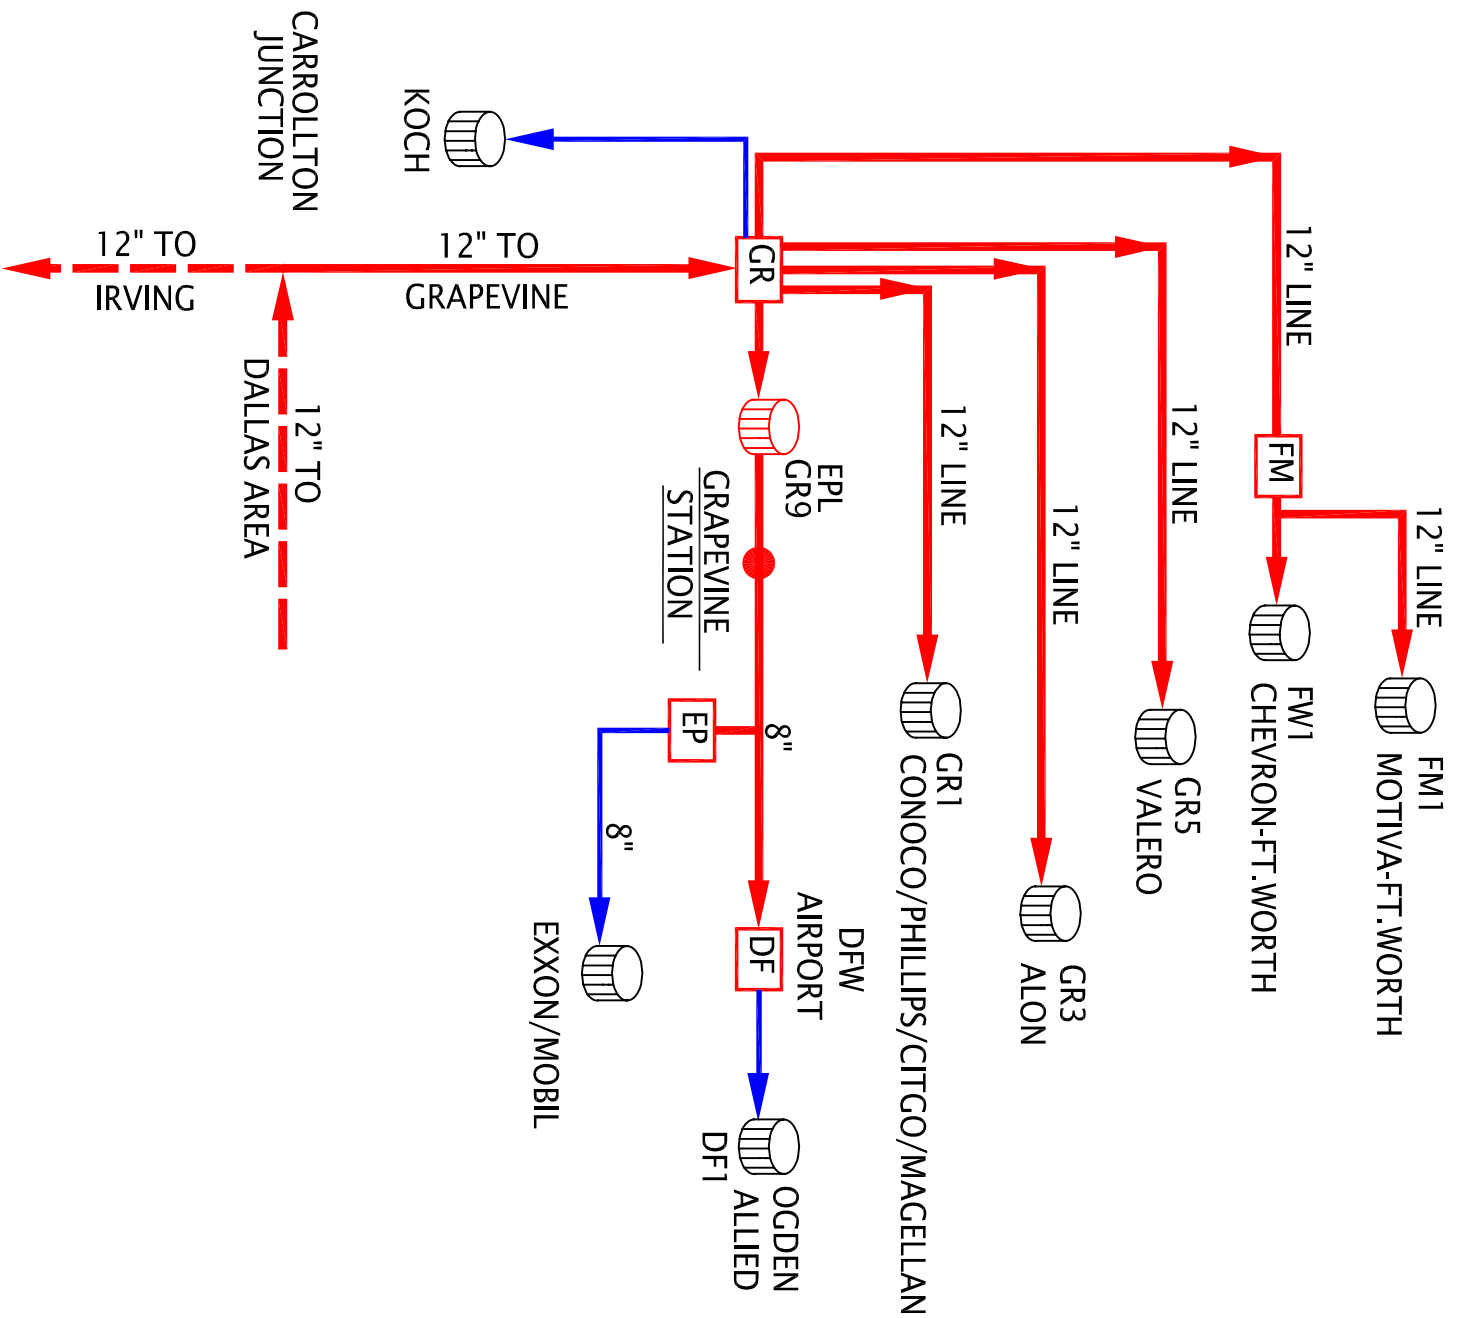 12" LINE
FM1
MOTIVA-FT.WORTH
12" LINE
FM
FW1
CHEVRON-FT.WORTH
12" LINE
GR5
VALERO
12" LINE
GR3
ALON
12" LINE
GR1
CONOCO/PHILLIPS/CITGO/MAGELLAN
GR
EPL
GR9
GRAPEVINE
STATION
8"
DFW
AIRPORT
DF
OGDEN
ALLIED
DF1
EP
8"
EXXON/MOBIL
KOCH
CARROLLTON
JUNCTION
12" TO
GRAPEVINE
12" TO
IRVING
12" TO
DALLAS AREA